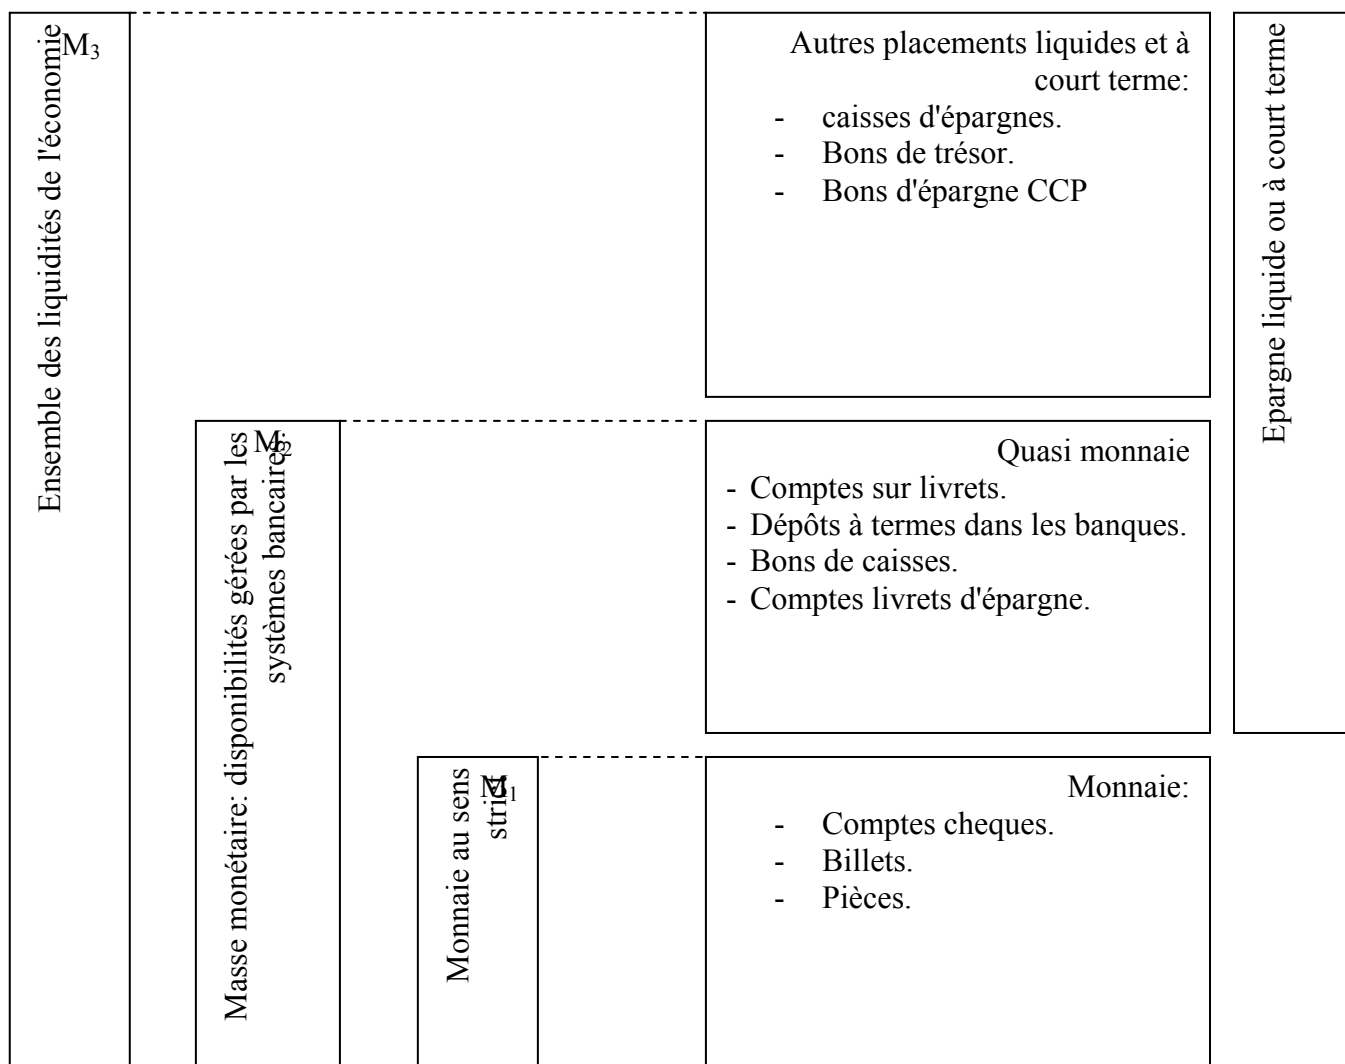 M3
Ensemble des liquidités de l'économie
Autres placements liquides et à
court terme:
- caisses d'épargnes.
- Bons de trésor.
- Bons d'épargne CCP
Epargne liquide ou à court terme
M2
Masse monétaire: disponibilités gérées par les
systèmes bancaires.
Quasi monnaie
- Comptes sur livrets.
- Dépôts à termes dans les banques.
- Bons de caisses.
- Comptes livrets d'épargne.
M1
Monnaie au sens
strict
Monnaie:
- Comptes cheques.
- Billets.
- Pièces.